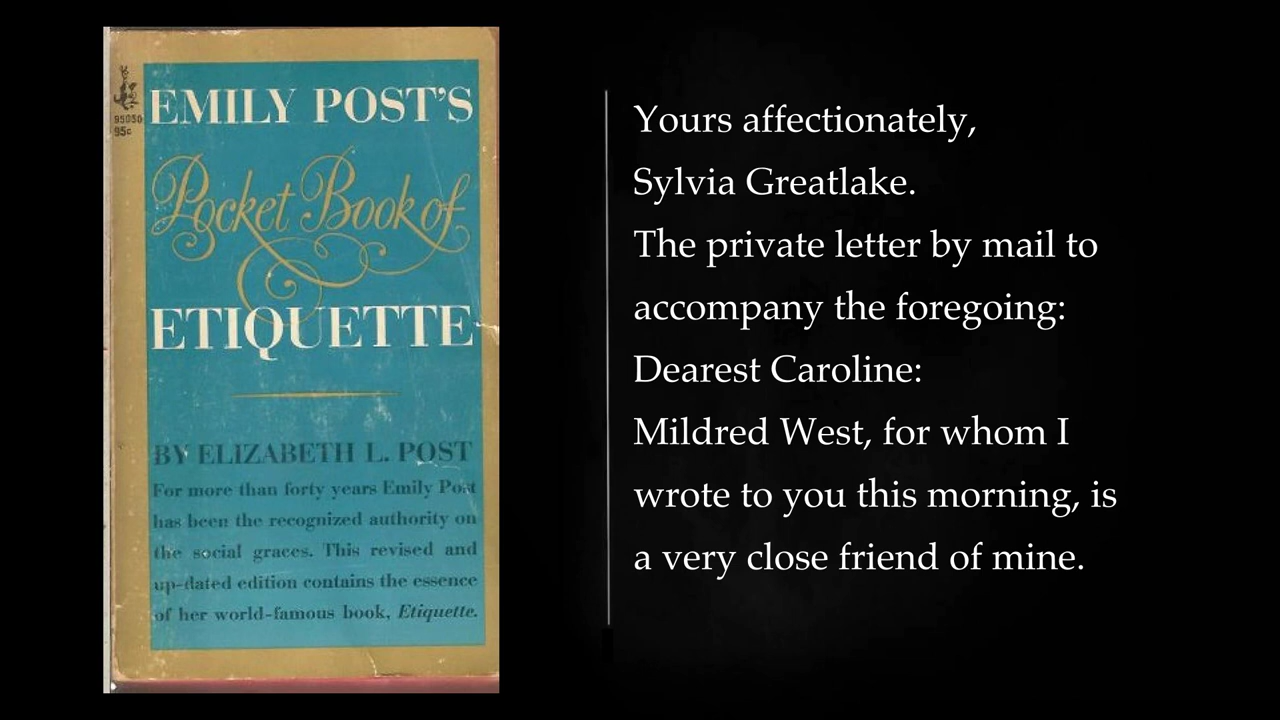 EMILY POST'S
Pocket Book of
ETIQUETTE
95050
95c
BY ELIZABETH L. POST
For more than forty years Emily Post
has been the recognized authority on
the social graces. This revised and
up-dated edition contains the essence
of her world-famous book, Etiquette.
Yours affectionately,
Sylvia Greatlake.
The private letter by mail to
accompany the foregoing:
Dearest Caroline:
Mildred West, for whom I
wrote to you this morning, is
a very close friend of mine.